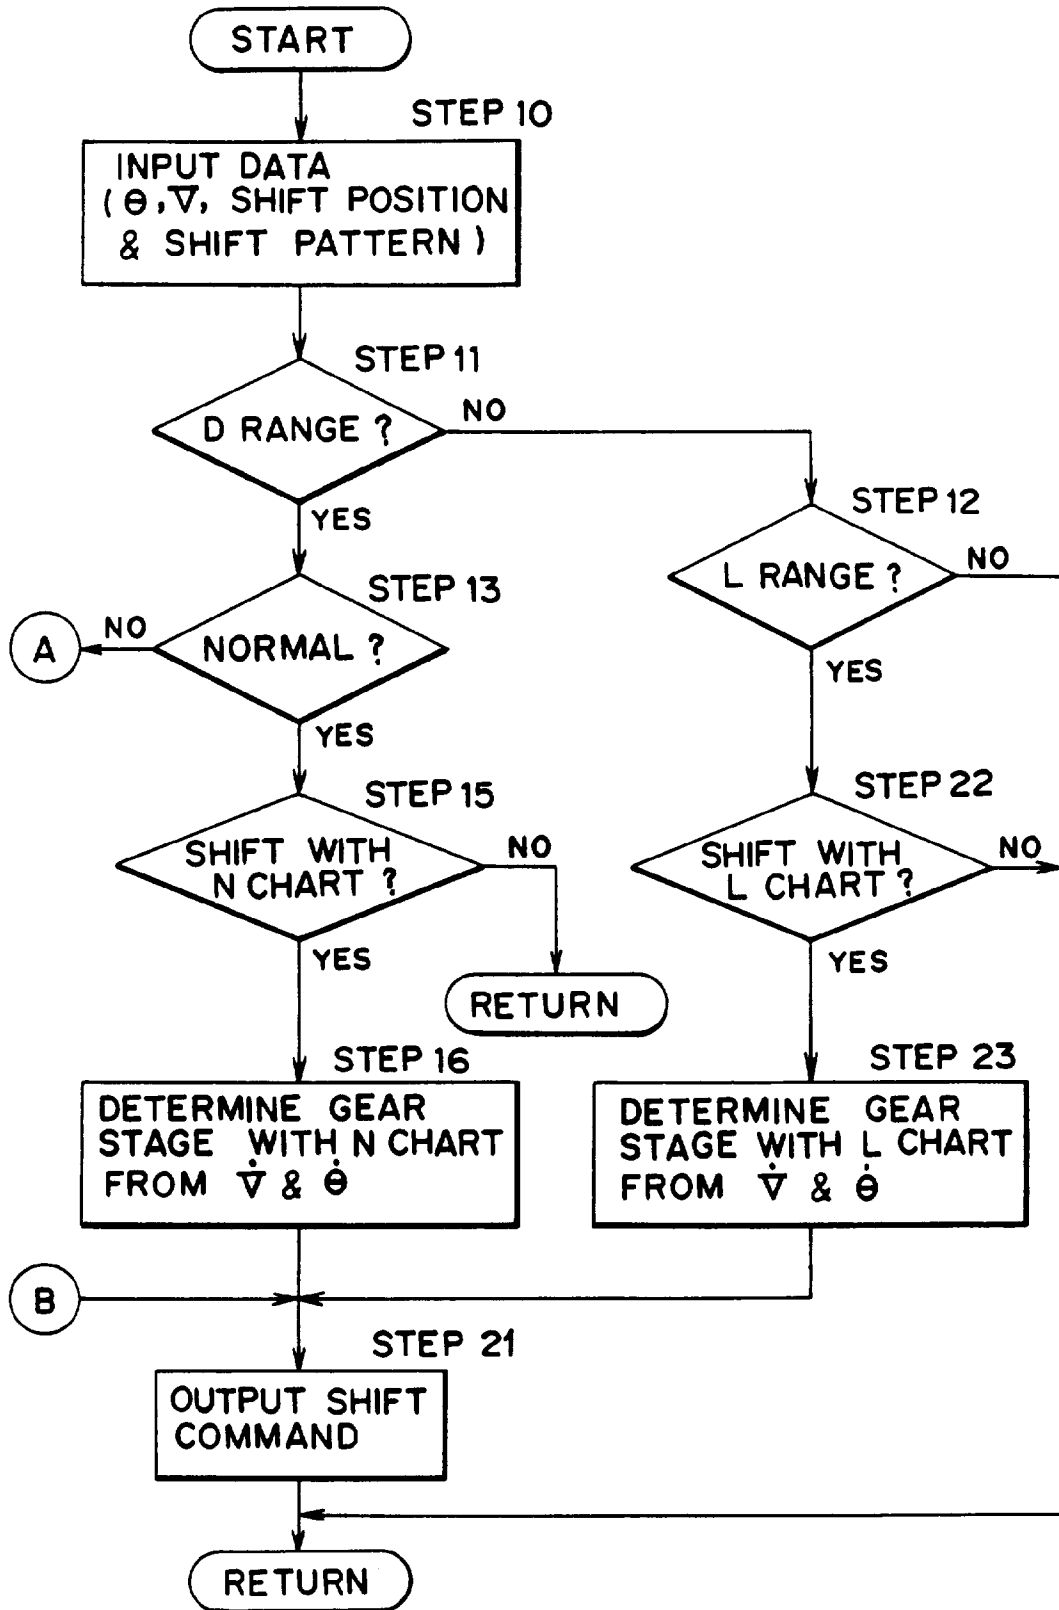 START
STEP 10
INPUT DATA
(Θ, V̅, SHIFT POSITION
& SHIFT PATTERN)
STEP 11
D RANGE ?
NO
YES
STEP 12
L RANGE ?
NO
YES
STEP 13
NORMAL ?
NO
A
YES
STEP 15
SHIFT WITH
N CHART ?
NO
YES
RETURN
STEP 22
SHIFT WITH
L CHART ?
NO
YES
STEP 16
DETERMINE GEAR
STAGE WITH N CHART
FROM V̅̇ & Θ̇
STEP 23
DETERMINE GEAR
STAGE WITH L CHART
FROM V̅̇ & Θ̇
B
STEP 21
OUTPUT SHIFT
COMMAND
RETURN